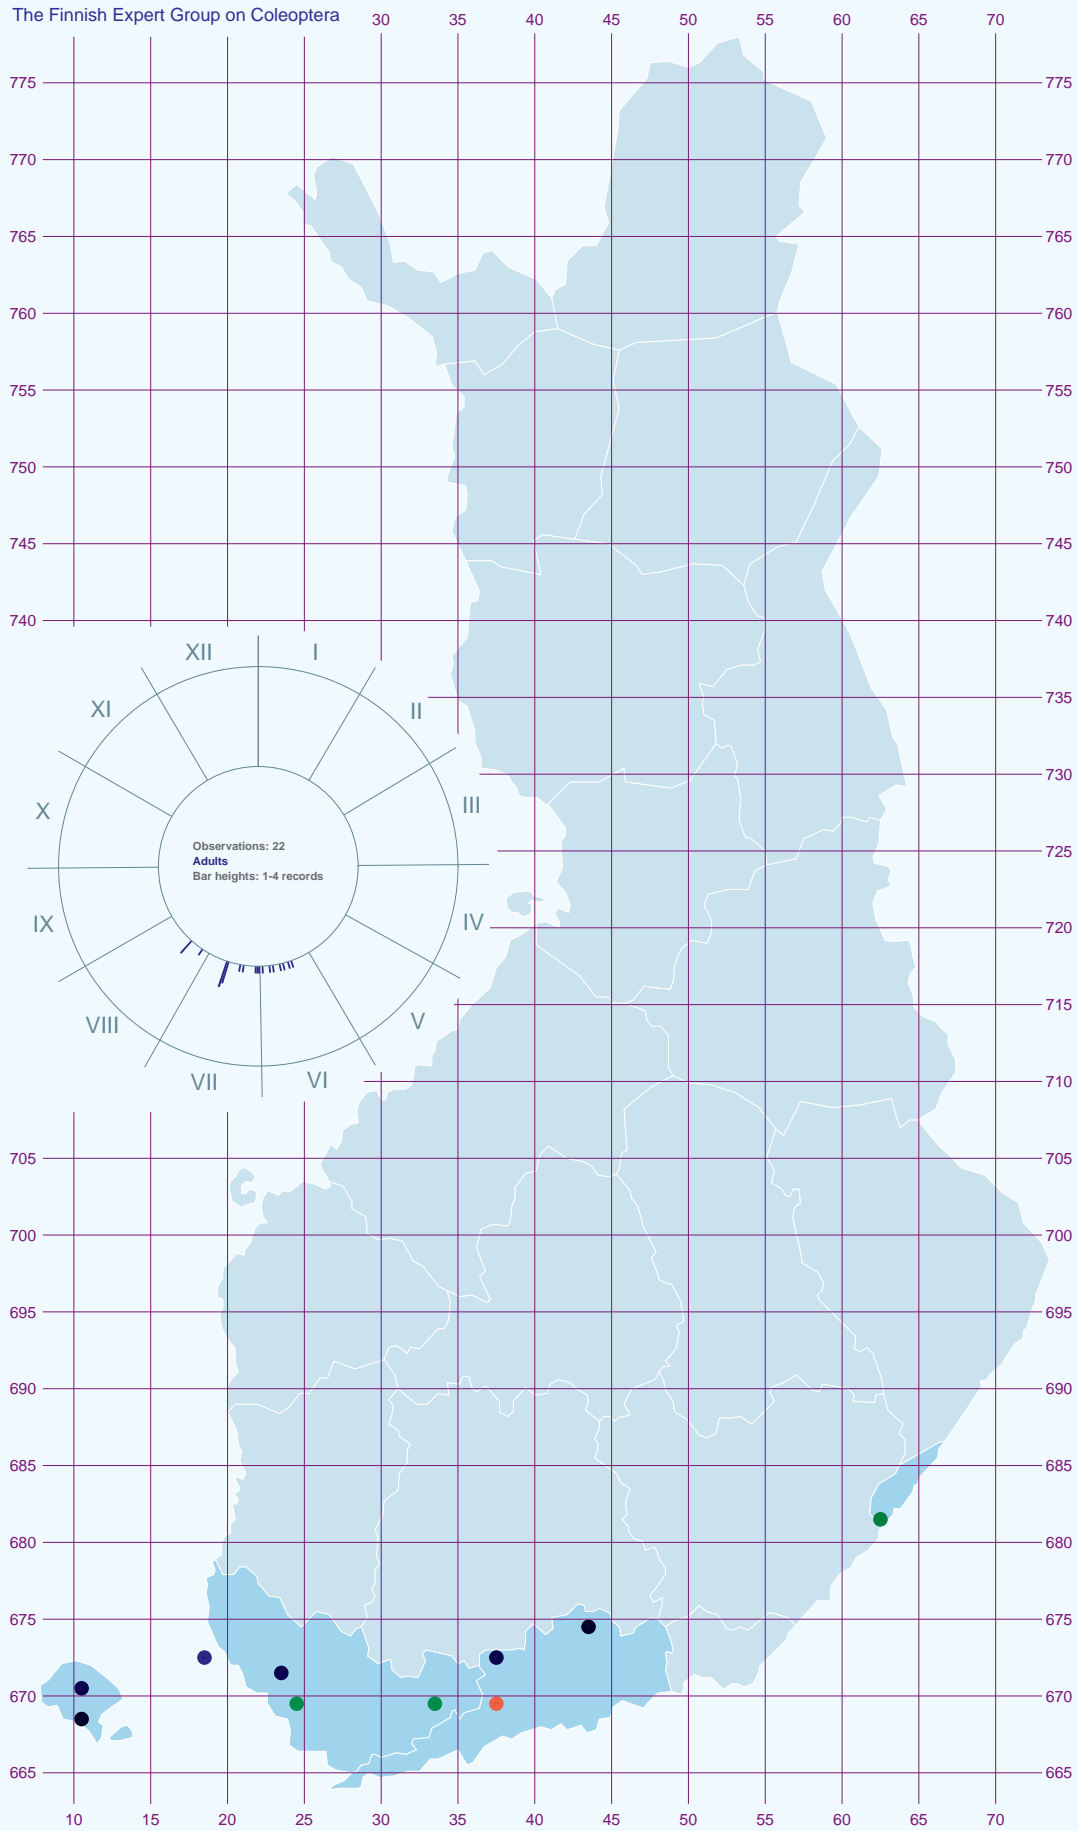 The Finnish Expert Group on Coleoptera
30 35 40 45 50 55 60 65 70
775 775
770 770
765 765
760 760
755 755
750 750
745 745
740 740
XII I
XI II
735
730
X III
725
Observations: 22
Adults
Bar heights: 1-4 records
IX IV
720
715
VIII V
VII VI
710
705 705
700 700
695 695
690 690
685 685
680 680
675 675
670 670
665 665
10 15 20 25 30 35 40 45 50 55 60 65 70